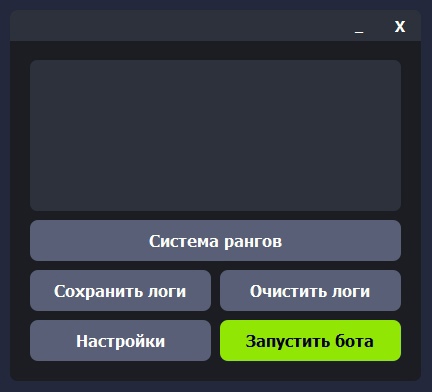 _ X
Система рангов
Сохранить логи
Очистить логи
Настройки
Запустить бота